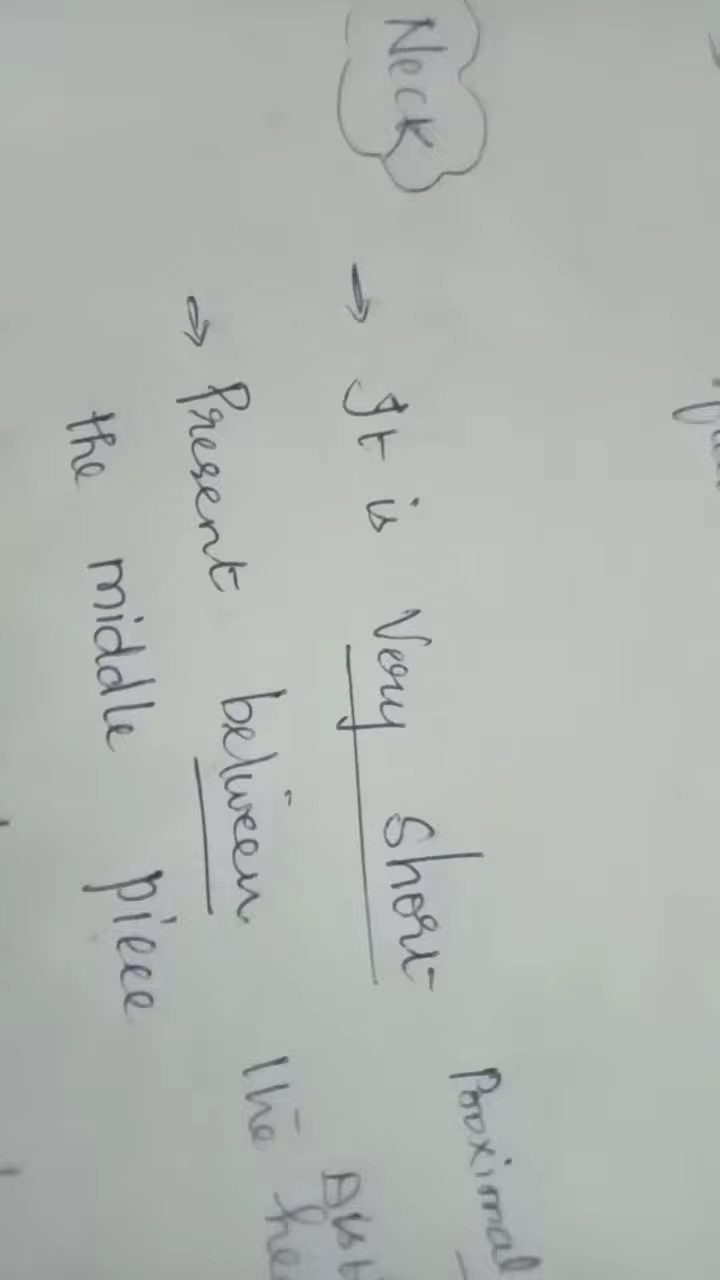 Neck
→ It is Very Short
Proximal
⇒ Present between the
the middle piece